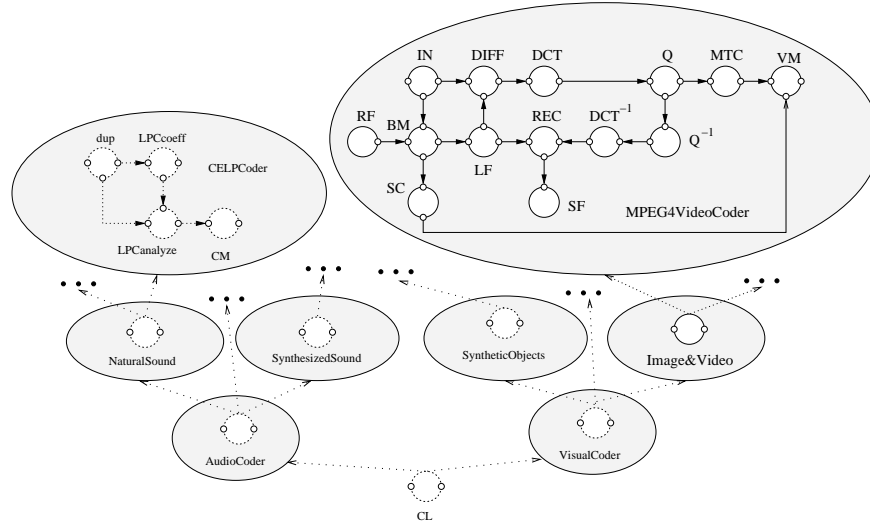 IN DIFF DCT Q MTC VM
RF BM REC DCT⁻¹
LF Q⁻¹
SC SF
MPEG4VideoCoder
dup LPCcoeff
CELPCoder
LPCanalyze CM
NaturalSound SynthesizedSound SyntheticObjects Image&Video
AudioCoder VisualCoder
CL